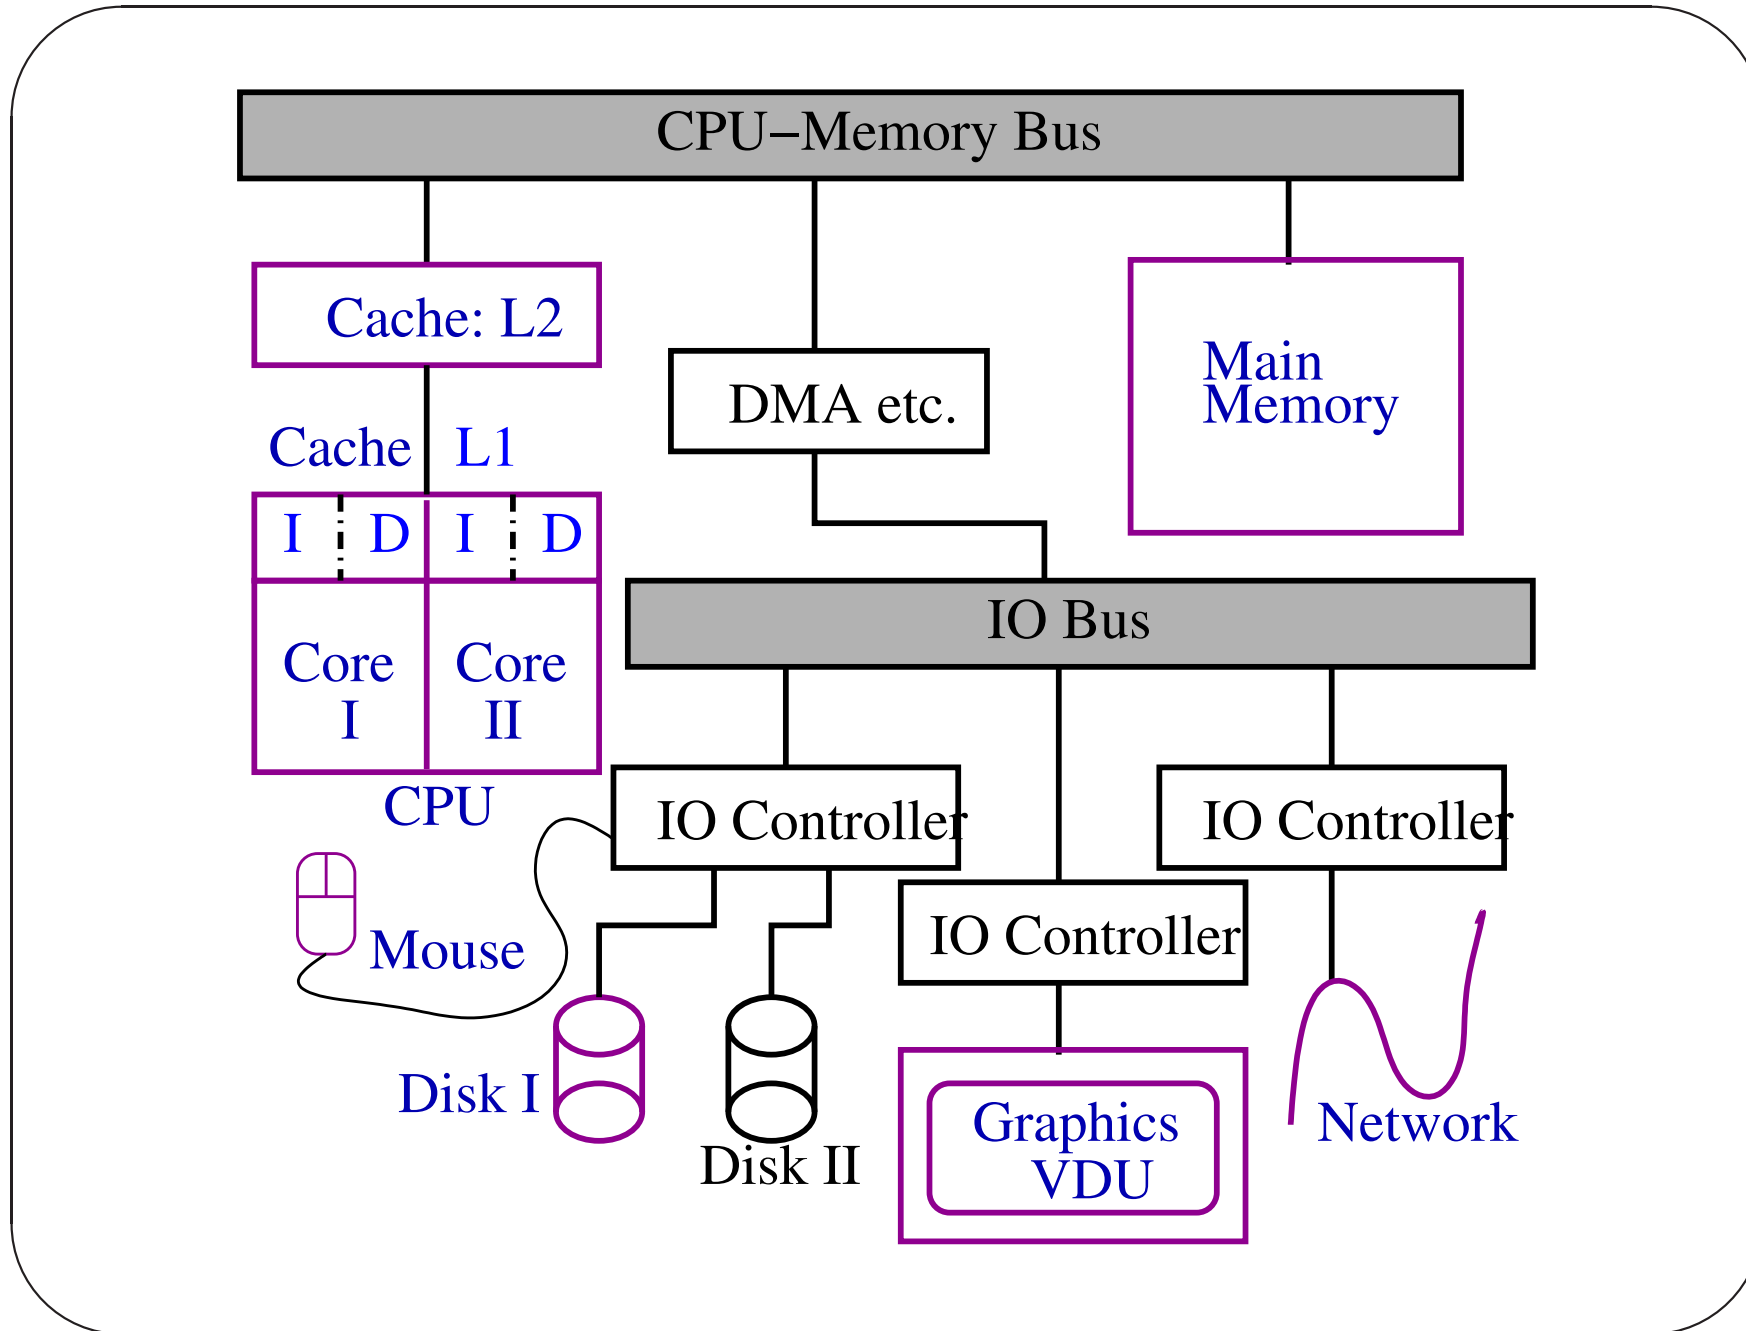 CPU–Memory Bus
Cache: L2
Main
Memory
DMA etc.
Cache L1
I D I D
IO Bus
Core
I
Core
II
CPU
IO Controller
IO Controller
IO Controller
Mouse
Disk I
Disk II
Graphics
VDU
Network